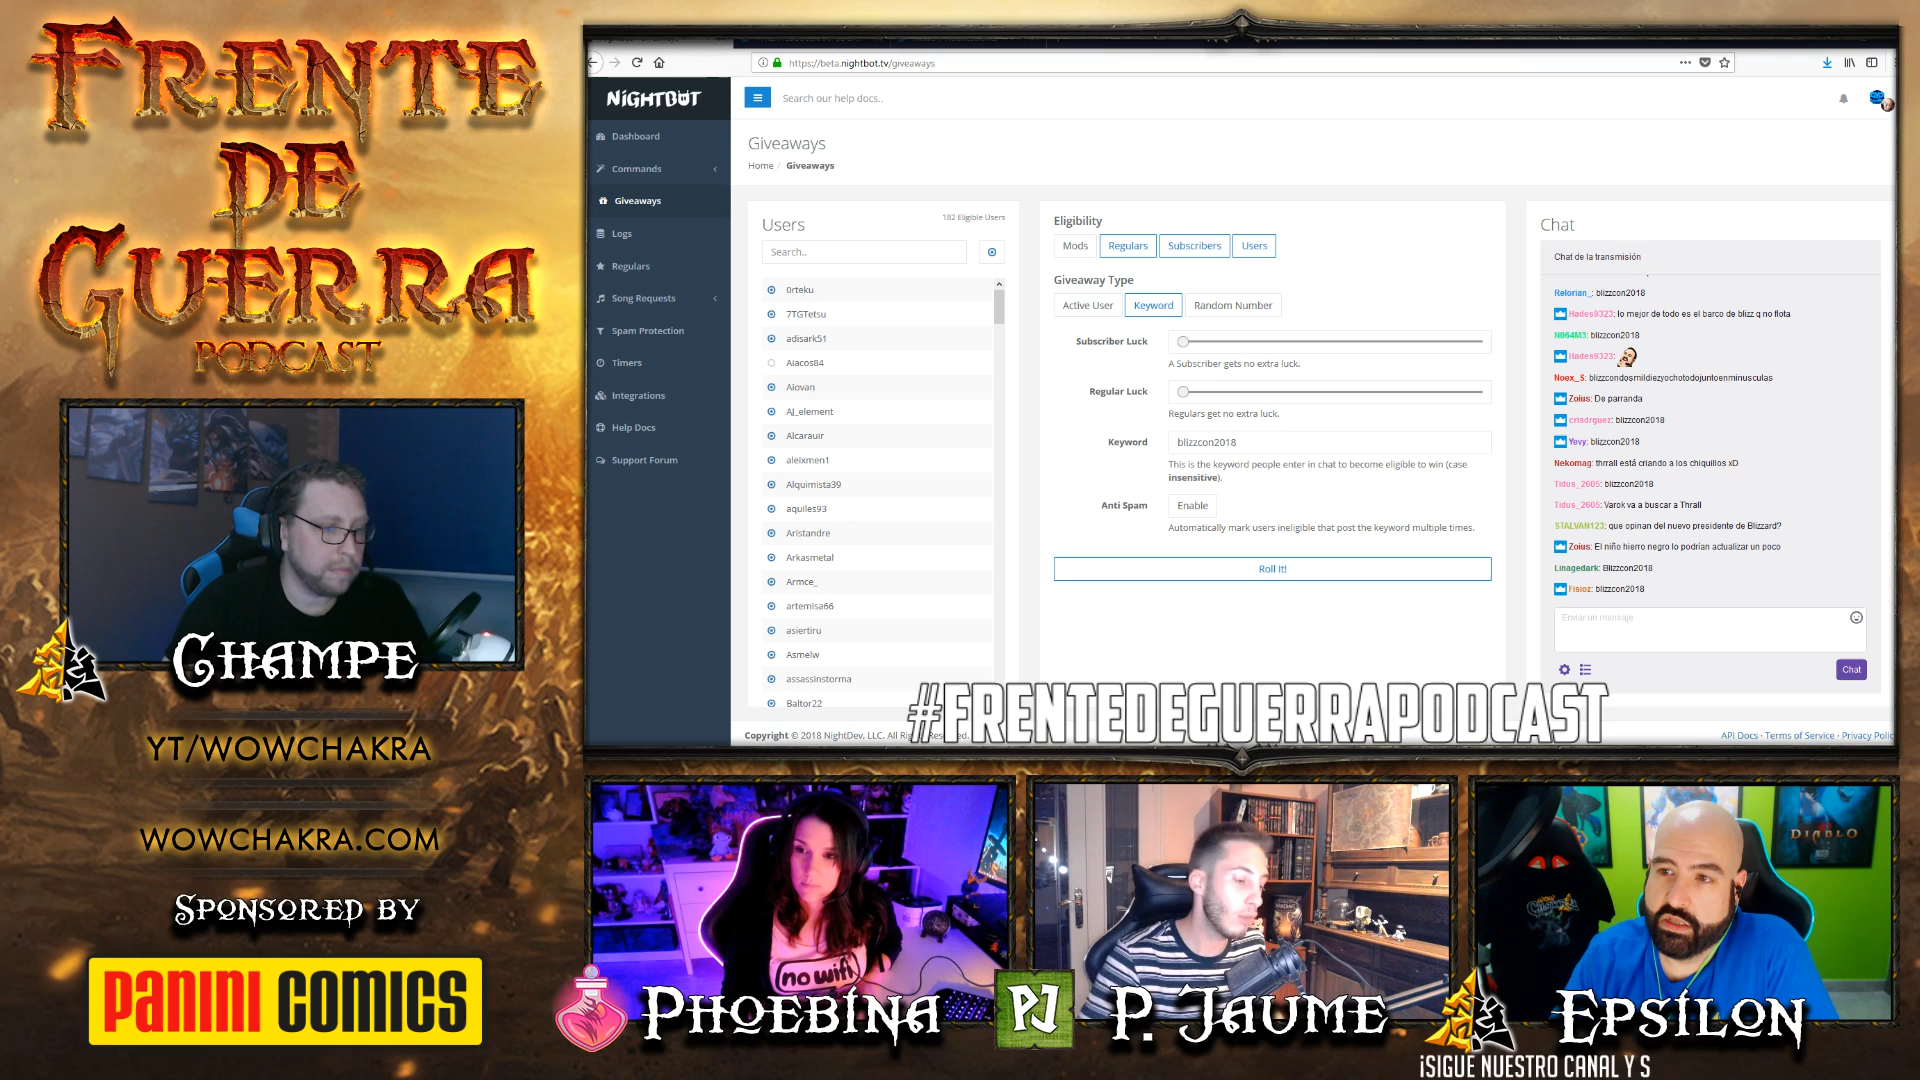 FRENTE
DE
GUERRA
PODCAST
CHAMPE
YT/WOWCHAKRA
WOWCHAKRA.COM
SPONSORED BY
PANINI COMICS
https://beta.nightbot.tv/giveaways
NIGHTBOT
Search our help docs..
Dashboard
Commands
Giveaways
Logs
Regulars
Song Requests
Spam Protection
Timers
Integrations
Help Docs
Support Forum
Giveaways
Home / Giveaways
Users
182 Eligible Users
Search..
0rteku
7TGTetsu
adisark51
Aiacos84
Aiovan
AJ_element
Alcarauir
aleixmen1
Alquimista39
aquiles93
Aristandre
Arkasmetal
Armce_
artemisa66
asiertiru
Asmelw
assassinstorma
Baltor22
Eligibility
Mods Regulars Subscribers Users
Giveaway Type
Active User Keyword Random Number
Subscriber Luck
A Subscriber gets no extra luck.
Regular Luck
Regulars get no extra luck.
Keyword blizzcon2018
This is the keyword people enter in chat to become eligible to win (case
insensitive).
Anti Spam Enable
Automatically mark users ineligible that post the keyword multiple times.
Roll It!
Chat
Chat de la transmisión
Relorian_: blizzcon2018
Hades9323: lo mejor de todo es el barco de blizz q no flota
N064M3: blizzcon2018
Hades9323:
Noex_S: blizzcondosmildiezyochotodojuntoenminusculas
Zoius: De parranda
crisdrguez: blizzcon2018
Yevy: blizzcon2018
Nekomag: thrrall está criando a los chiquillos xD
Tidus_2605: blizzcon2018
Tidus_2605: Varok va a buscar a Thrall
STALVAN123: que opinan del nuevo presidente de Blizzard?
Zoius: El niño hierro negro lo podrían actualizar un poco
Linagedark: Blizzcon2018
Fisioz: blizzcon2018
Enviar un mensaje
Chat
#FRENTEDEGUERRAPODCAST
Copyright © 2018 NightDev, LLC. All
API Docs · Terms of Service · Privacy Polic
no wifi
DIABLO
PHOEBÍNA
PJ
P. JAUME
EPSÍLON
¡SIGUE NUESTRO CANAL Y S